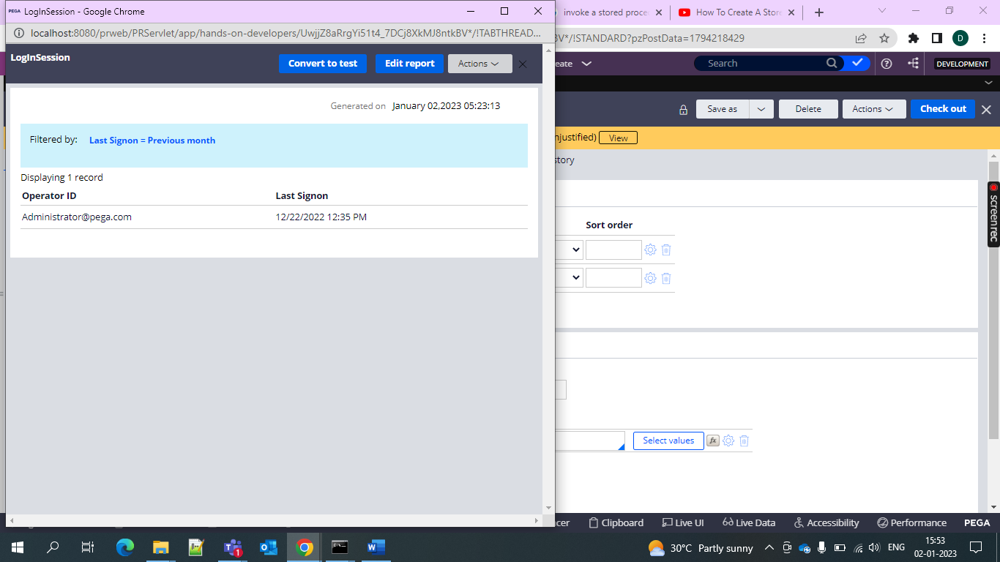 PEGA LogInSession - Google Chrome
localhost:8080/prweb/PRServlet/app/hands-on-developers/UwjjZ8aRrgYi51t4_7DCj8XkMJ8ntkBV*/!TABTHREAD...
LogInSession
Convert to test
Edit report
Actions
Generated on January 02,2023 05:23:13
Filtered by: Last Signon = Previous month
Displaying 1 record
Operator ID Last Signon
Administrator@pega.com 12/22/2022 12:35 PM
invoke a stored proce
How To Create A Store
BV*/!STANDARD?pzPostData=1794218429
D
eate
Search
DEVELOPMENT
Save as
Delete
Actions
Check out
njustified) View
story
Sort order
Select values
fx
screenrec
cer
Clipboard
Live UI
Live Data
Accessibility
Performance
PEGA
1
30°C Partly sunny
ENG
15:53
02-01-2023